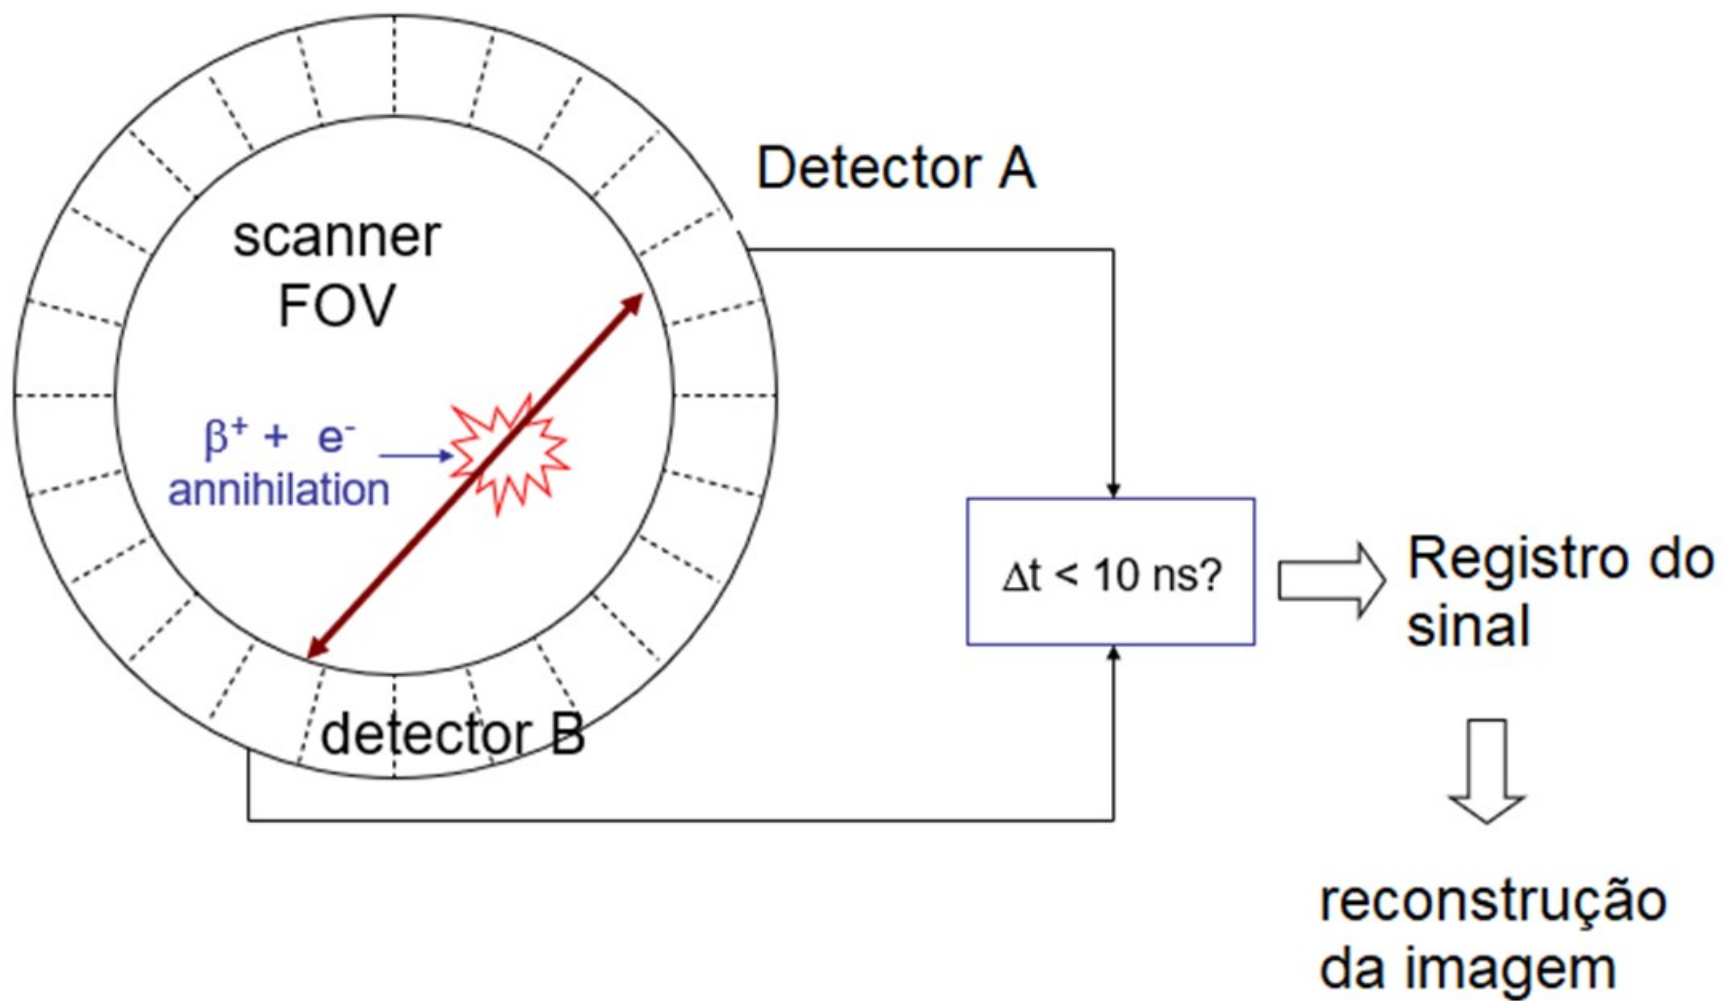 Detector A
scanner
FOV
β⁺ + e⁻
annihilation
detector B
Δt < 10 ns?
Registro do
sinal
reconstrução
da imagem